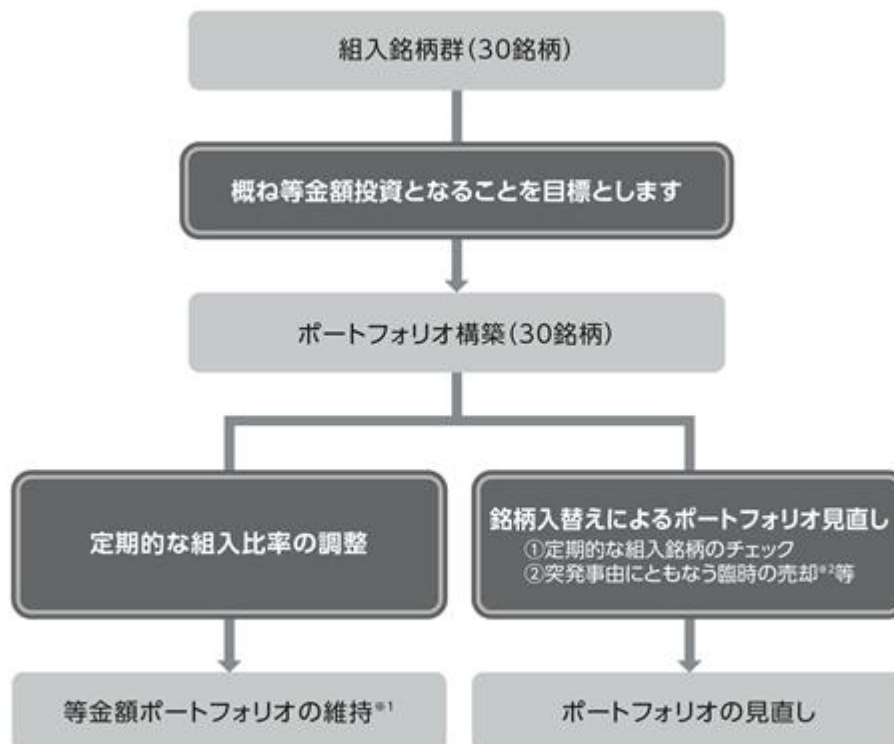 組入銘柄群(30銘柄)
概ね等金額投資となることを目標とします
ポートフォリオ構築(30銘柄)
定期的な組入比率の調整
銘柄入替えによるポートフォリオ見直し
①定期的な組入銘柄のチェック
②突発事由にともなう臨時の売却※2等
等金額ポートフォリオの維持※1
ポートフォリオの見直し